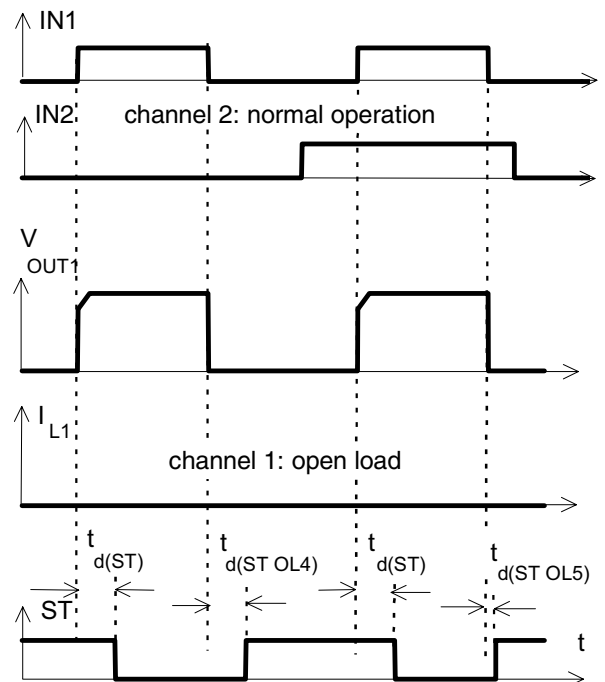 IN1
IN2
channel 2: normal operation
V
OUT1
I
L1
channel 1: open load
t
d(ST)
t
d(ST OL4)
t
d(ST)
t
d(ST OL5)
ST
t